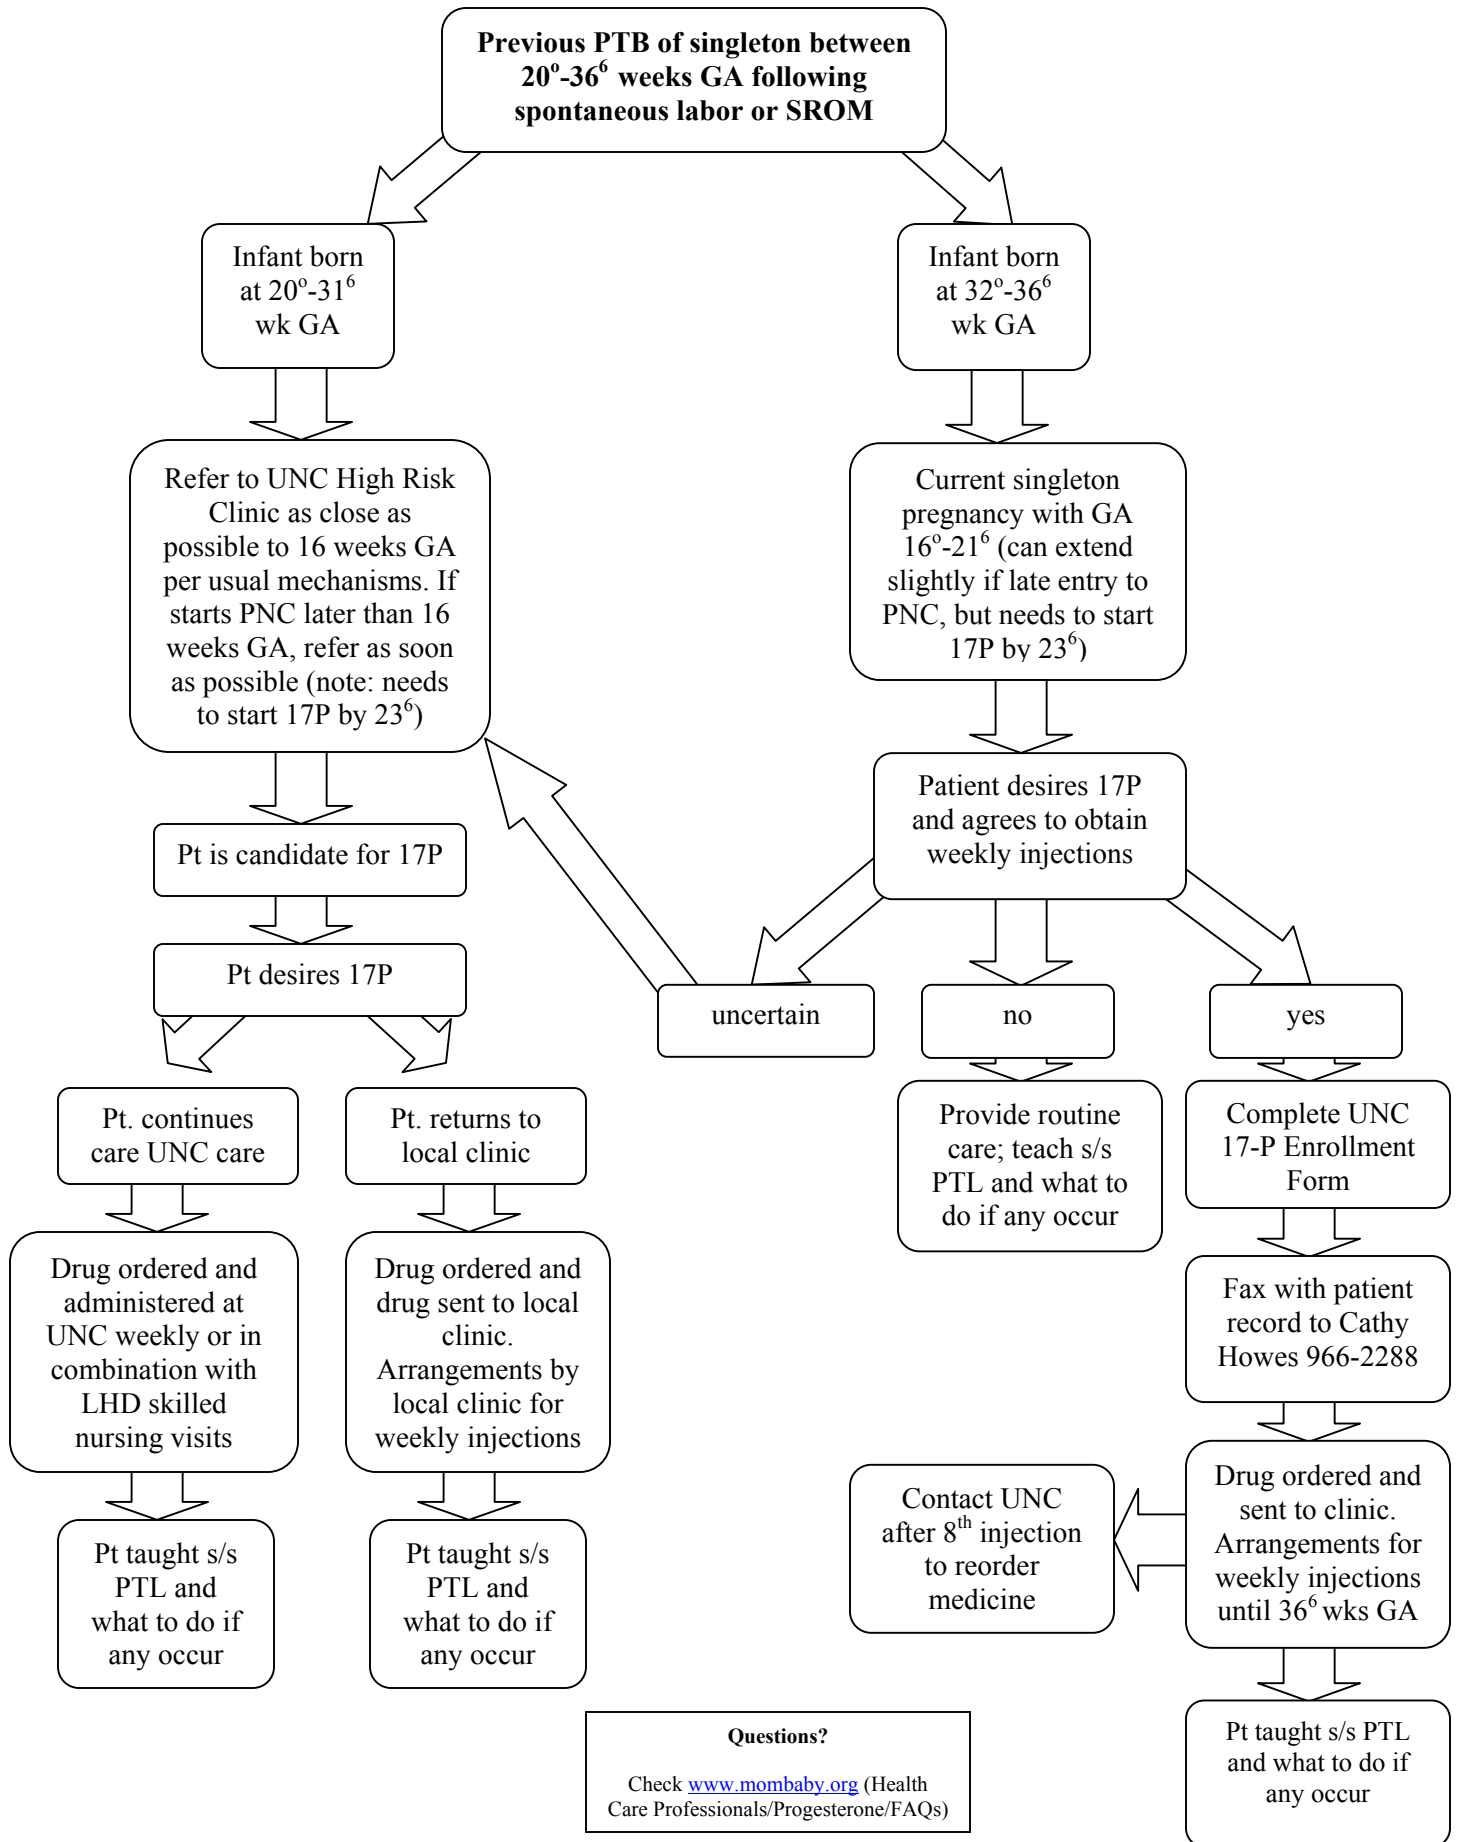 Previous PTB of singleton between
20º-36⁶ weeks GA following
spontaneous labor or SROM
Infant born
at 20º-31⁶
wk GA
Infant born
at 32º-36⁶
wk GA
Refer to UNC High Risk
Clinic as close as
possible to 16 weeks GA
per usual mechanisms. If
starts PNC later than 16
weeks GA, refer as soon
as possible (note: needs
to start 17P by 23⁶)
Current singleton
pregnancy with GA
16º-21⁶ (can extend
slightly if late entry to
PNC, but needs to start
17P by 23⁶)
Patient desires 17P
and agrees to obtain
weekly injections
Pt is candidate for 17P
Pt desires 17P
uncertain
no
yes
Pt. continues
care UNC care
Pt. returns to
local clinic
Provide routine
care; teach s/s
PTL and what to
do if any occur
Complete UNC
17-P Enrollment
Form
Drug ordered and
administered at
UNC weekly or in
combination with
LHD skilled
nursing visits
Drug ordered and
drug sent to local
clinic.
Arrangements by
local clinic for
weekly injections
Fax with patient
record to Cathy
Howes 966-2288
Contact UNC
after 8ᵗʰ injection
to reorder
medicine
Drug ordered and
sent to clinic.
Arrangements for
weekly injections
until 36⁶ wks GA
Pt taught s/s
PTL and
what to do if
any occur
Pt taught s/s
PTL and
what to do if
any occur
Pt taught s/s PTL
and what to do if
any occur
Questions?
Check www.mombaby.org (Health
Care Professionals/Progesterone/FAQs)